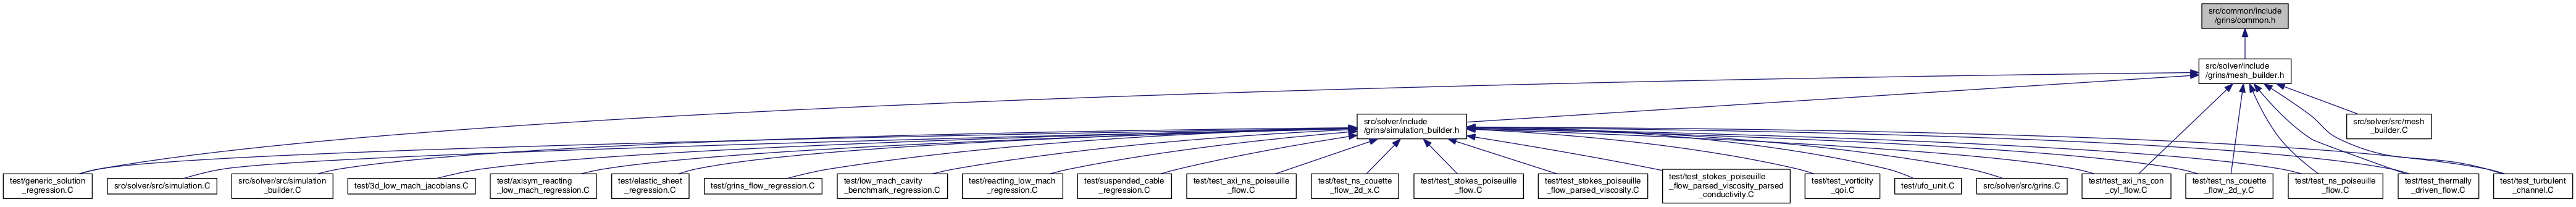 src/common/include
/grins/common.h
src/solver/include
/grins/mesh_builder.h
src/solver/include
/grins/simulation_builder.h
src/solver/src/mesh
_builder.C
test/generic_solution
_regression.C
src/solver/src/simulation.C
src/solver/src/simulation
_builder.C
test/3d_low_mach_jacobians.C
test/axisym_reacting
_low_mach_regression.C
test/elastic_sheet
_regression.C
test/grins_flow_regression.C
test/low_mach_cavity
_benchmark_regression.C
test/reacting_low_mach
_regression.C
test/suspended_cable
_regression.C
test/test_axi_ns_poiseuille
_flow.C
test/test_ns_couette
_flow_2d_x.C
test/test_stokes_poiseuille
_flow.C
test/test_stokes_poiseuille
_flow_parsed_viscosity.C
test/test_stokes_poiseuille
_flow_parsed_viscosity_parsed
_conductivity.C
test/test_vorticity
_qoi.C
test/ufo_unit.C
src/solver/src/grins.C
test/test_axi_ns_con
_cyl_flow.C
test/test_ns_couette
_flow_2d_y.C
test/test_ns_poiseuille
_flow.C
test/test_thermally
_driven_flow.C
test/test_turbulent
_channel.C